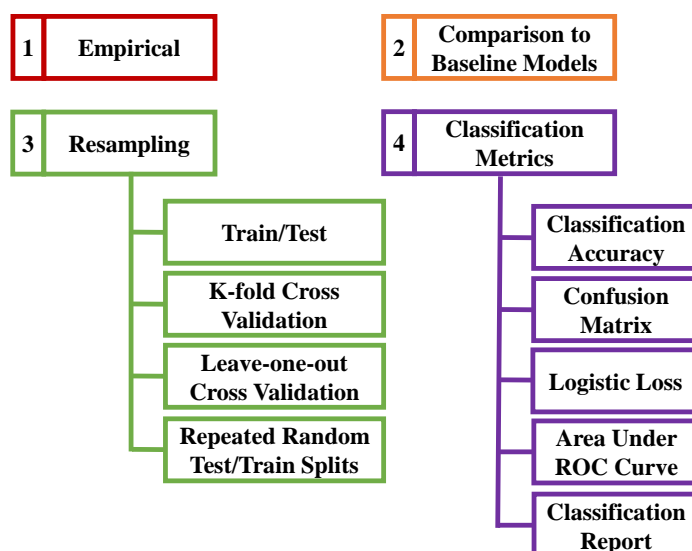 1 Empirical
2 Comparison to
Baseline Models
3 Resampling
Train/Test
K-fold Cross
Validation
Leave-one-out
Cross Validation
Repeated Random
Test/Train Splits
4 Classification
Metrics
Classification
Accuracy
Confusion
Matrix
Logistic Loss
Area Under
ROC Curve
Classification
Report